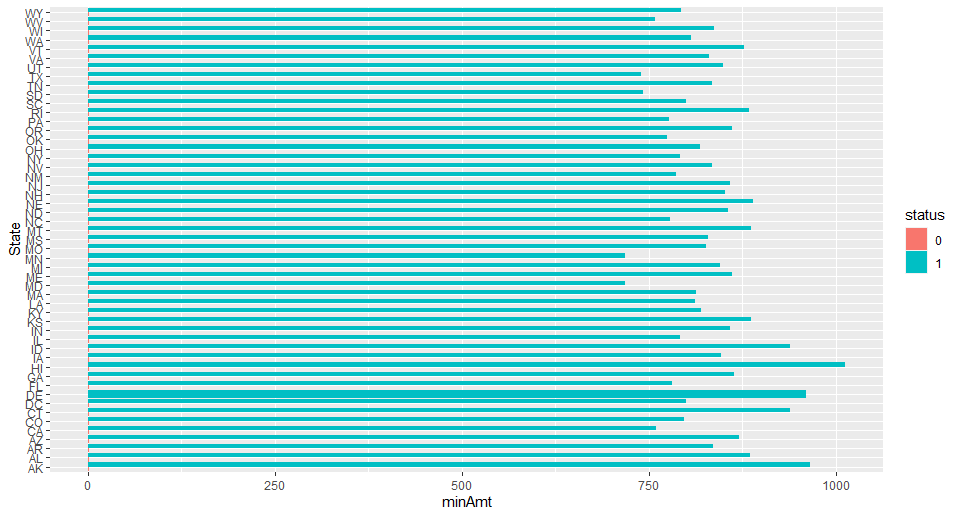 WY
WV
WI
WA
VT
VA
UT
TX
TN
SD
SC
RI
PA
OR
OK
OH
NY
NV
NM
NJ
NH
NE
ND
NC
MT
MS
MO
MN
MI
ME
MD
MA
LA
KY
KS
IN
IL
ID
IA
HI
GA
FL
DE
DC
CT
CO
CA
AZ
AR
AL
AK
State
0 250 500 750 1000
minAmt
status
0
1